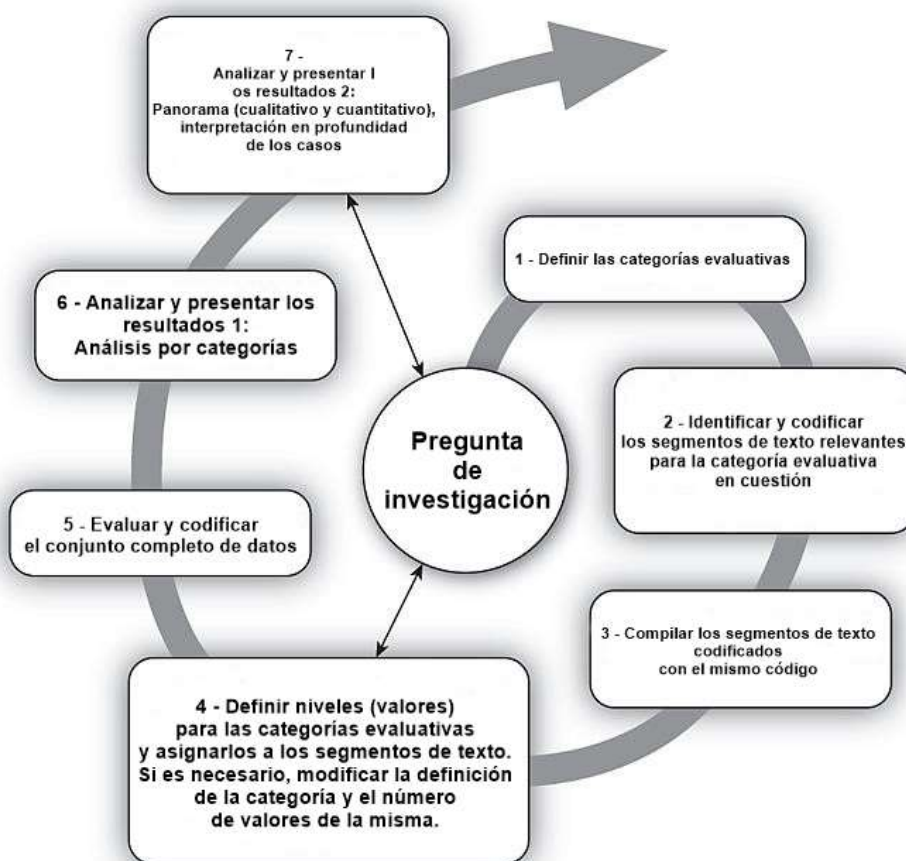 7 -
Analizar y presentar l
os resultados 2:
Panorama (cualitativo y cuantitativo),
interpretación en profundidad
de los casos
1 - Definir las categorías evaluativas
6 - Analizar y presentar los
resultados 1:
Análisis por categorías
Pregunta
de
investigación
2 - Identificar y codificar
los segmentos de texto relevantes
para la categoría evaluativa
en cuestión
5 - Evaluar y codificar
el conjunto completo de datos
3 - Compilar los segmentos de texto
codificados
con el mismo código
4 - Definir niveles (valores)
para las categorías evaluativas
y asignarlos a los segmentos de texto.
Si es necesario, modificar la definición
de la categoría y el número
de valores de la misma.